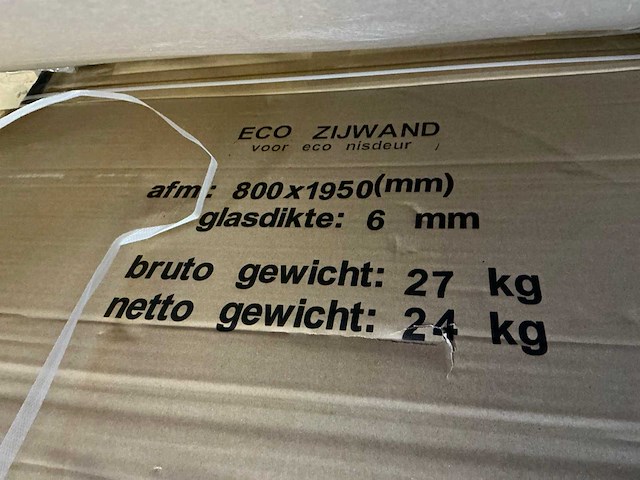 ECO ZIJWAND
voor eco nisdeur /
afm: 800x1950(mm)
glasdikte: 6 mm
bruto gewicht: 27 kg
netto gewicht: 24 kg